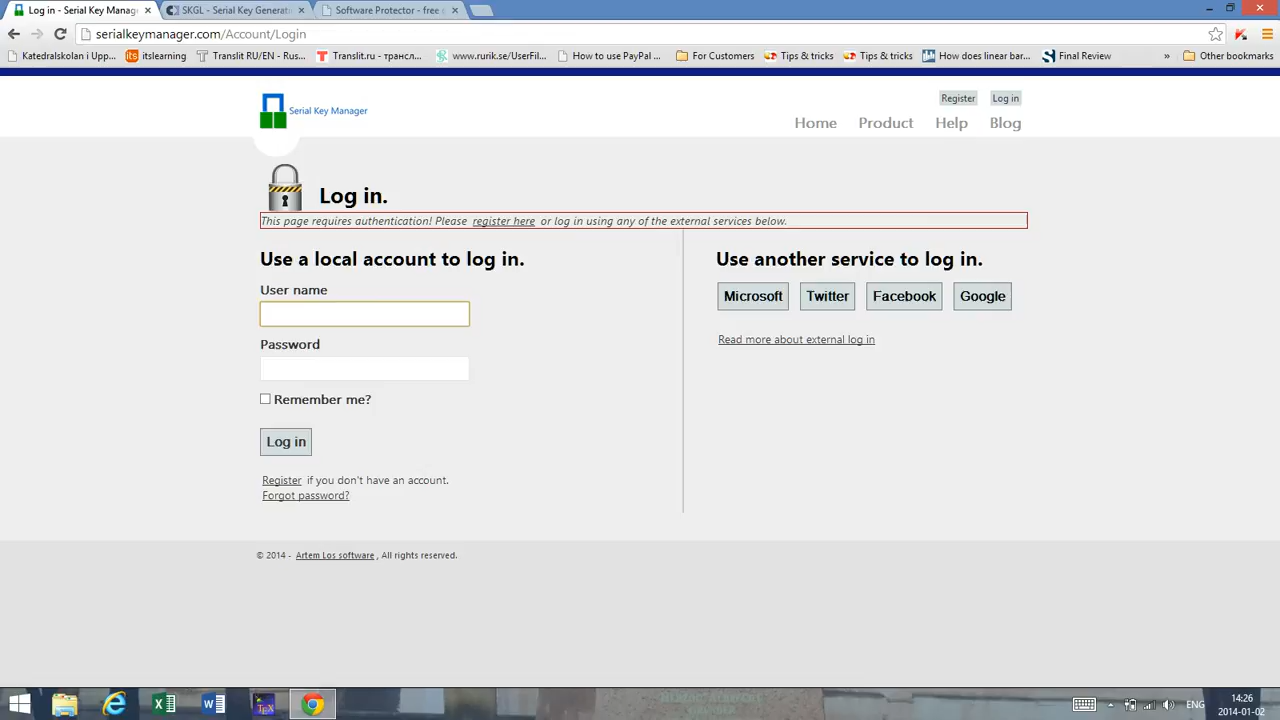 Log in - Serial Key Mana
SKGL - Serial Key Generati
Software Protector - free s
serialkeymanager.com/Account/Login
Katedralskolan i Upp...
its
itslearning
Translit RU/EN - Rus...
Translit.ru - трансл...
www.rurik.se/UserFil...
How to use PayPal ...
For Customers
Tips & tricks
Tips & tricks
How does linear bar...
Final Review
»
Other bookmarks
Register
Log in
Serial Key Manager
Home
Product
Help
Blog
Log in.
This page requires authentication! Please register here or log in using any of the external services below.
Use a local account to log in.
User name
Password
Remember me?
Log in
Register if you don't have an account.
Forgot password?
Use another service to log in.
Microsoft
Twitter
Facebook
Google
Read more about external log in
© 2014 - Artem Los software , All rights reserved.
ENG
14:26
2014-01-02